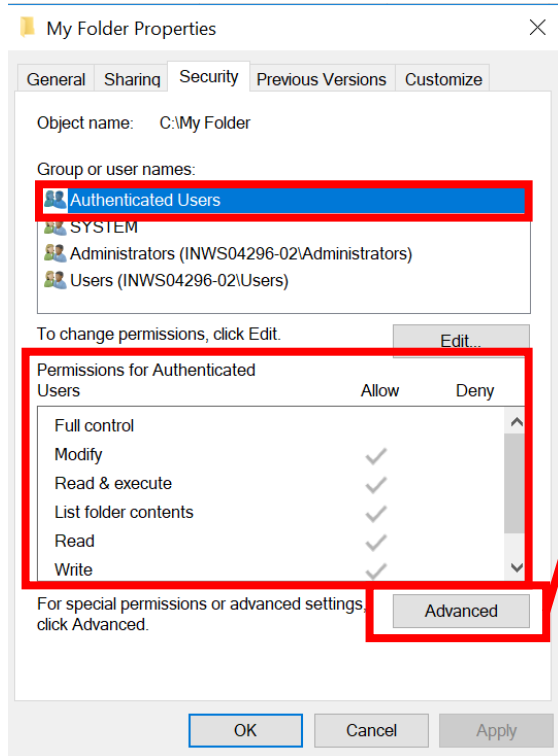 My Folder Properties
General Sharing Security Previous Versions Customize
Object name: C:\My Folder
Group or user names:
Authenticated Users
SYSTEM
Administrators (INWS04296-02\Administrators)
Users (INWS04296-02\Users)
To change permissions, click Edit.
Edit...
Permissions for Authenticated
Users Allow Deny
Full control
Modify
Read & execute
List folder contents
Read
Write
For special permissions or advanced settings,
click Advanced.
Advanced
OK Cancel Apply